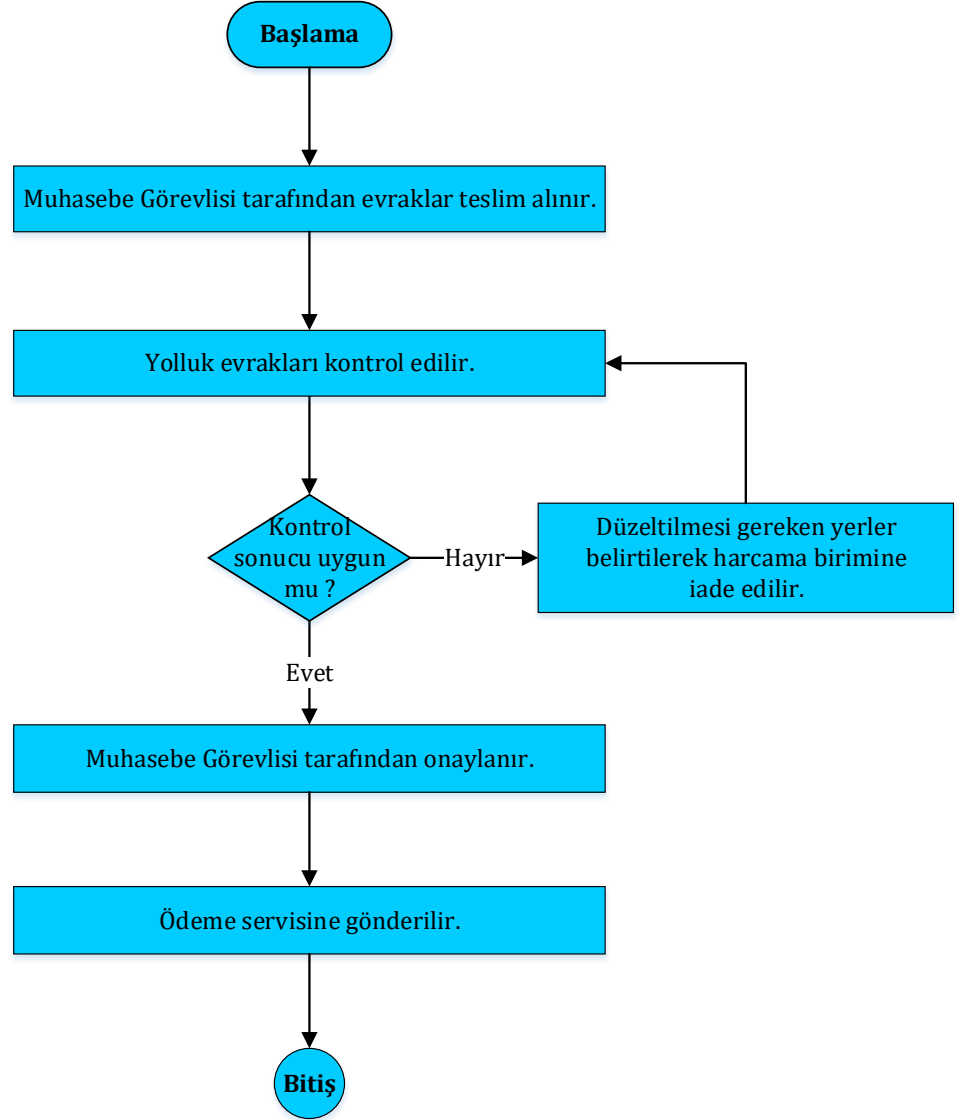 Başlama
Muhasebe Görevlisi tarafından evraklar teslim alınır.
Yolluk evrakları kontrol edilir.
Kontrol
sonucu uygun
mu ?
Hayır
Düzeltilmesi gereken yerler
belirtilerek harcama birimine
iade edilir.
Evet
Muhasebe Görevlisi tarafından onaylanır.
Ödeme servisine gönderilir.
Bitiş